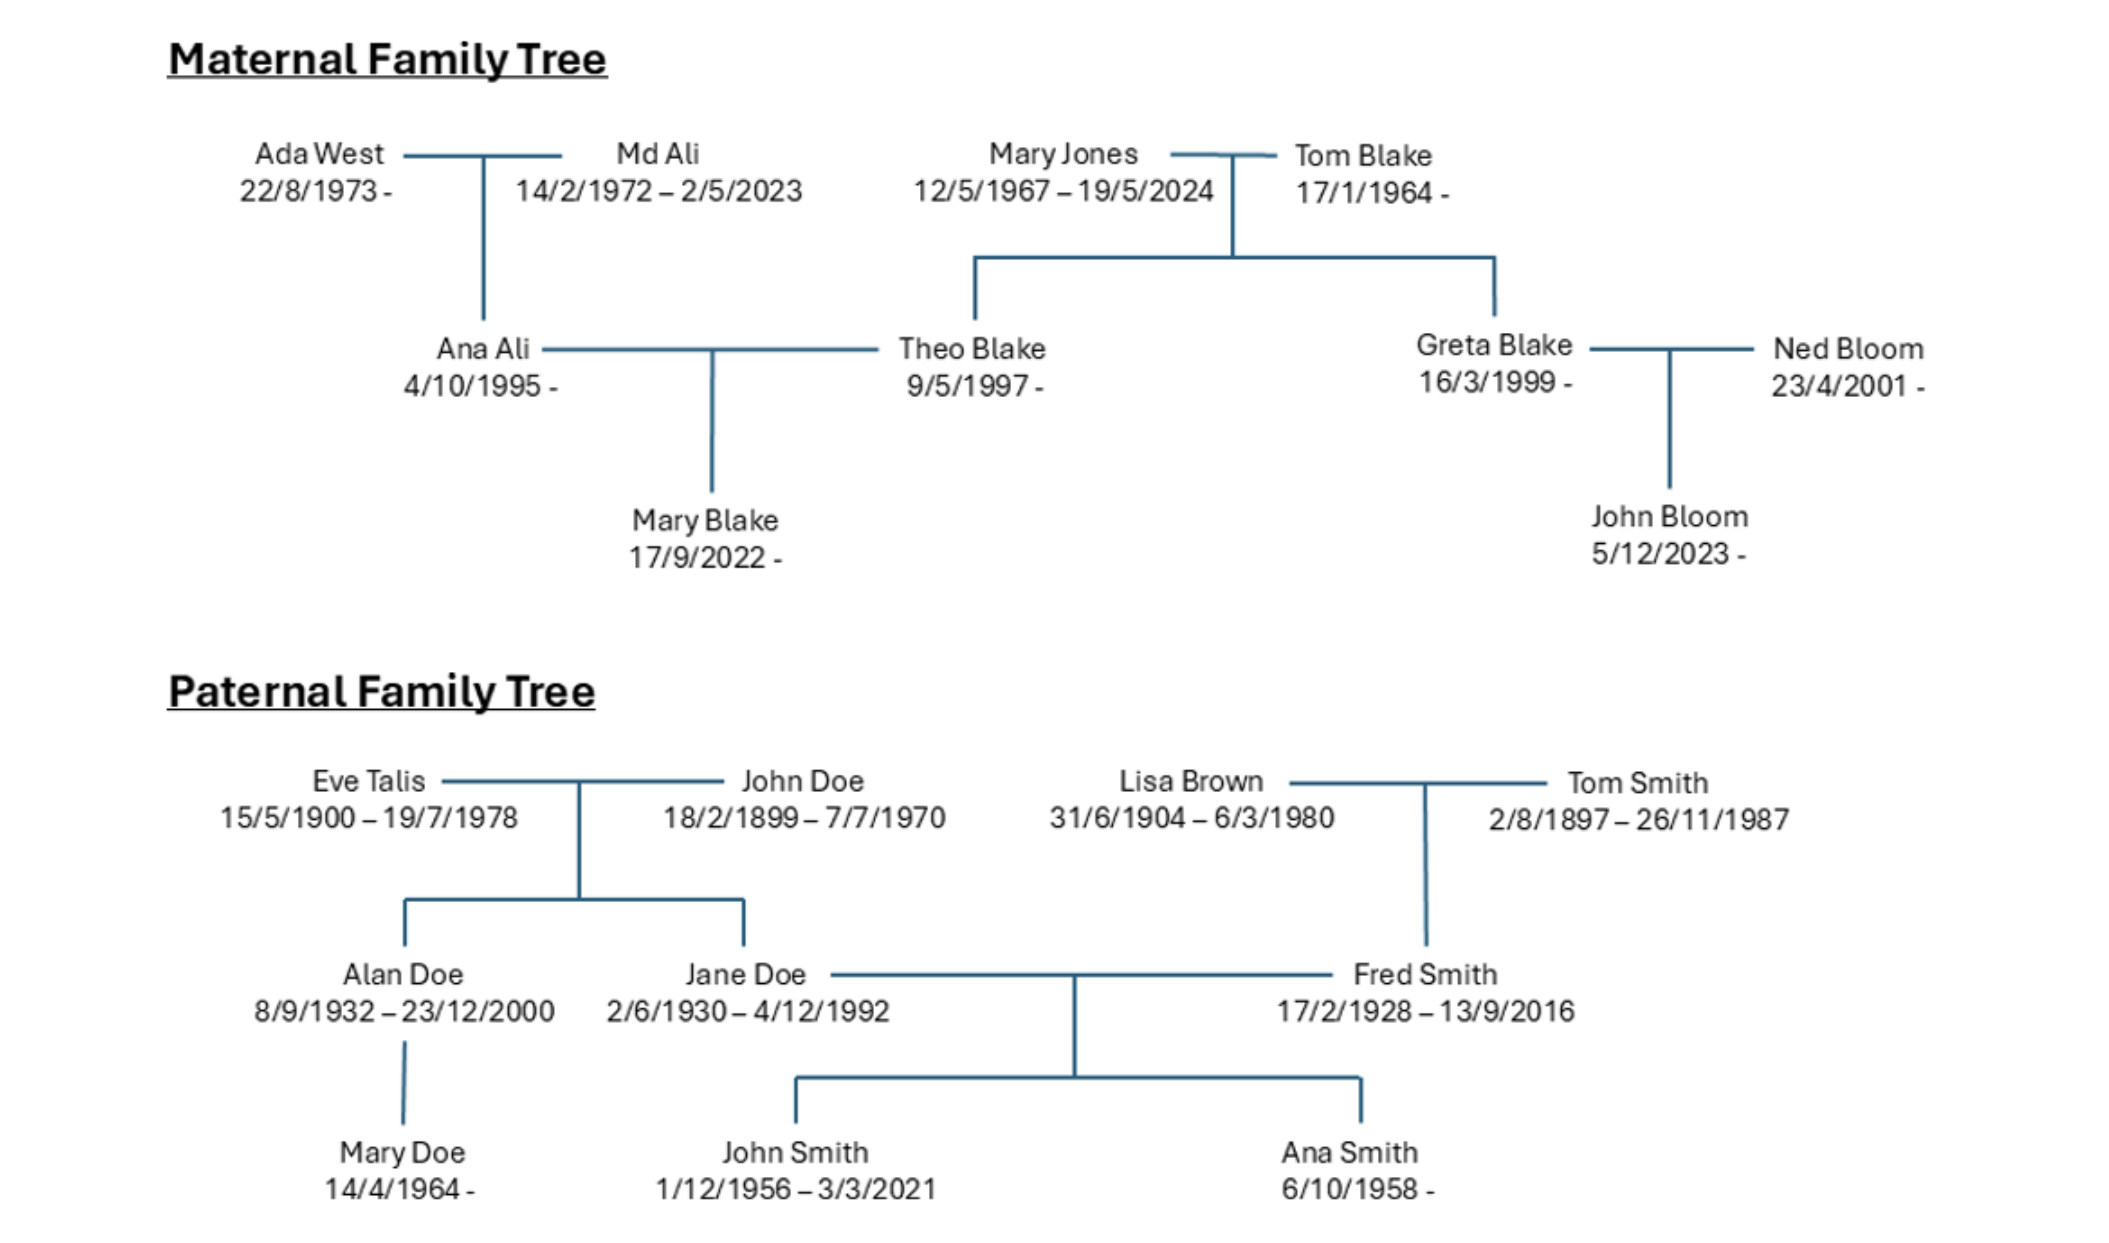 Maternal Family Tree
Ada West
22/8/1973 -
Md Ali
14/2/1972 – 2/5/2023
Mary Jones
12/5/1967 – 19/5/2024
Tom Blake
17/1/1964 -
Ana Ali
4/10/1995 -
Theo Blake
9/5/1997 -
Greta Blake
16/3/1999 -
Ned Bloom
23/4/2001 -
Mary Blake
17/9/2022 -
John Bloom
5/12/2023 -
Paternal Family Tree
Eve Talis
15/5/1900 – 19/7/1978
John Doe
18/2/1899 – 7/7/1970
Lisa Brown
31/6/1904 – 6/3/1980
Tom Smith
2/8/1897 – 26/11/1987
Alan Doe
8/9/1932 – 23/12/2000
Jane Doe
2/6/1930 – 4/12/1992
Fred Smith
17/2/1928 – 13/9/2016
Mary Doe
14/4/1964 -
John Smith
1/12/1956 – 3/3/2021
Ana Smith
6/10/1958 -